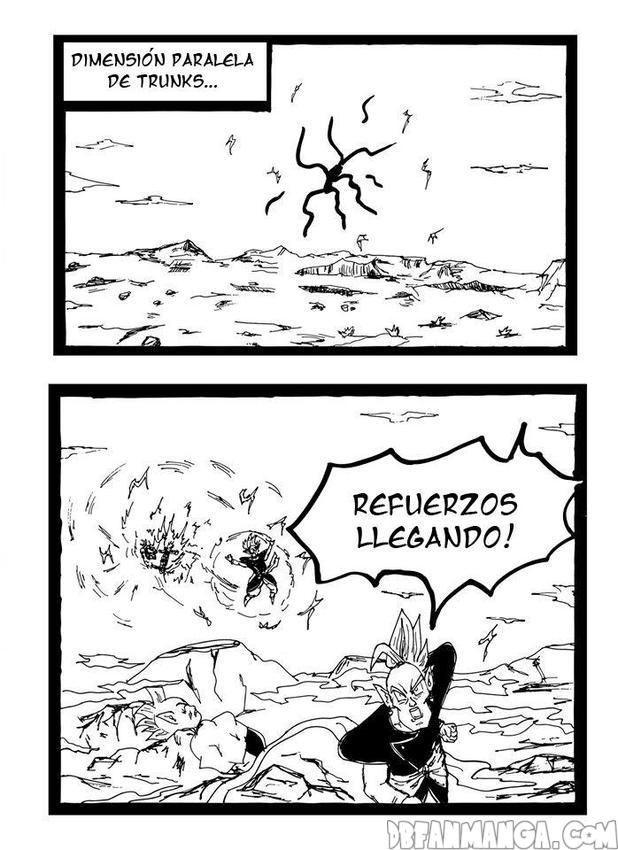 DIMENSIÓN PARALELA
DE TRUNKS...
REFUERZOS
LLEGANDO!
DBFANMANGA.COM